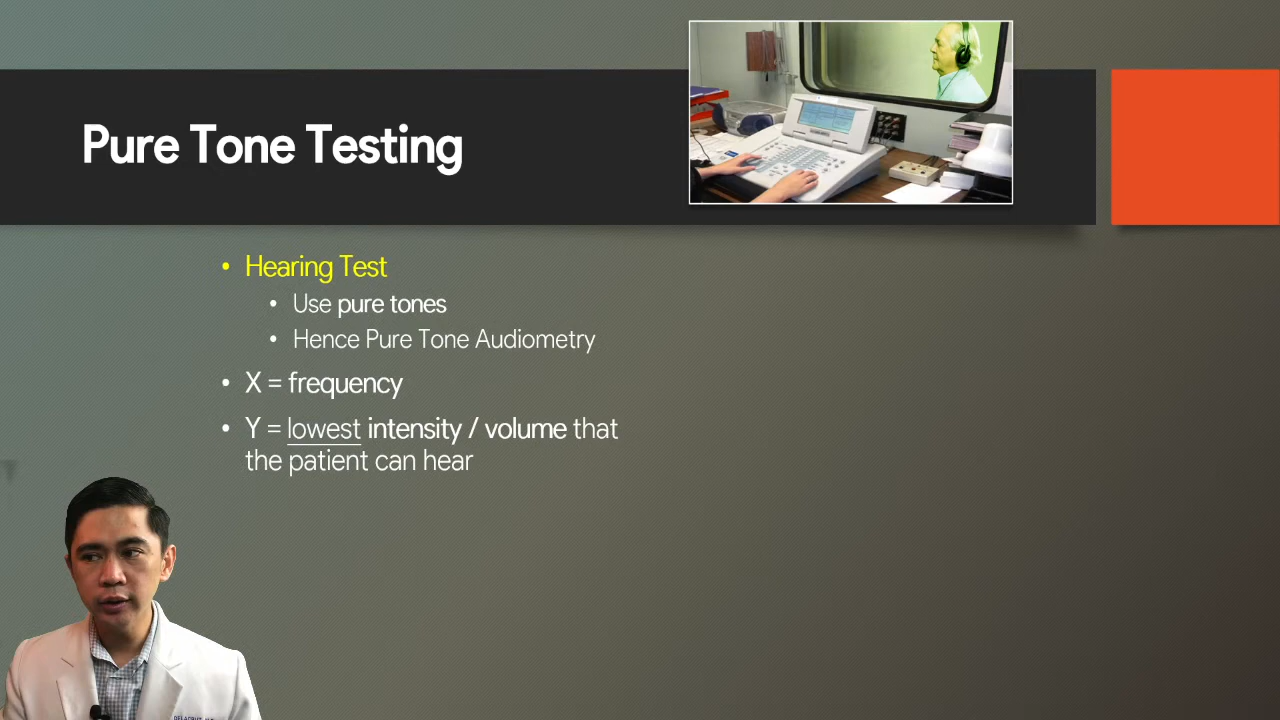 Pure Tone Testing
• Hearing Test
• Use pure tones
• Hence Pure Tone Audiometry
• X = frequency
• Y = lowest intensity / volume that
the patient can hear